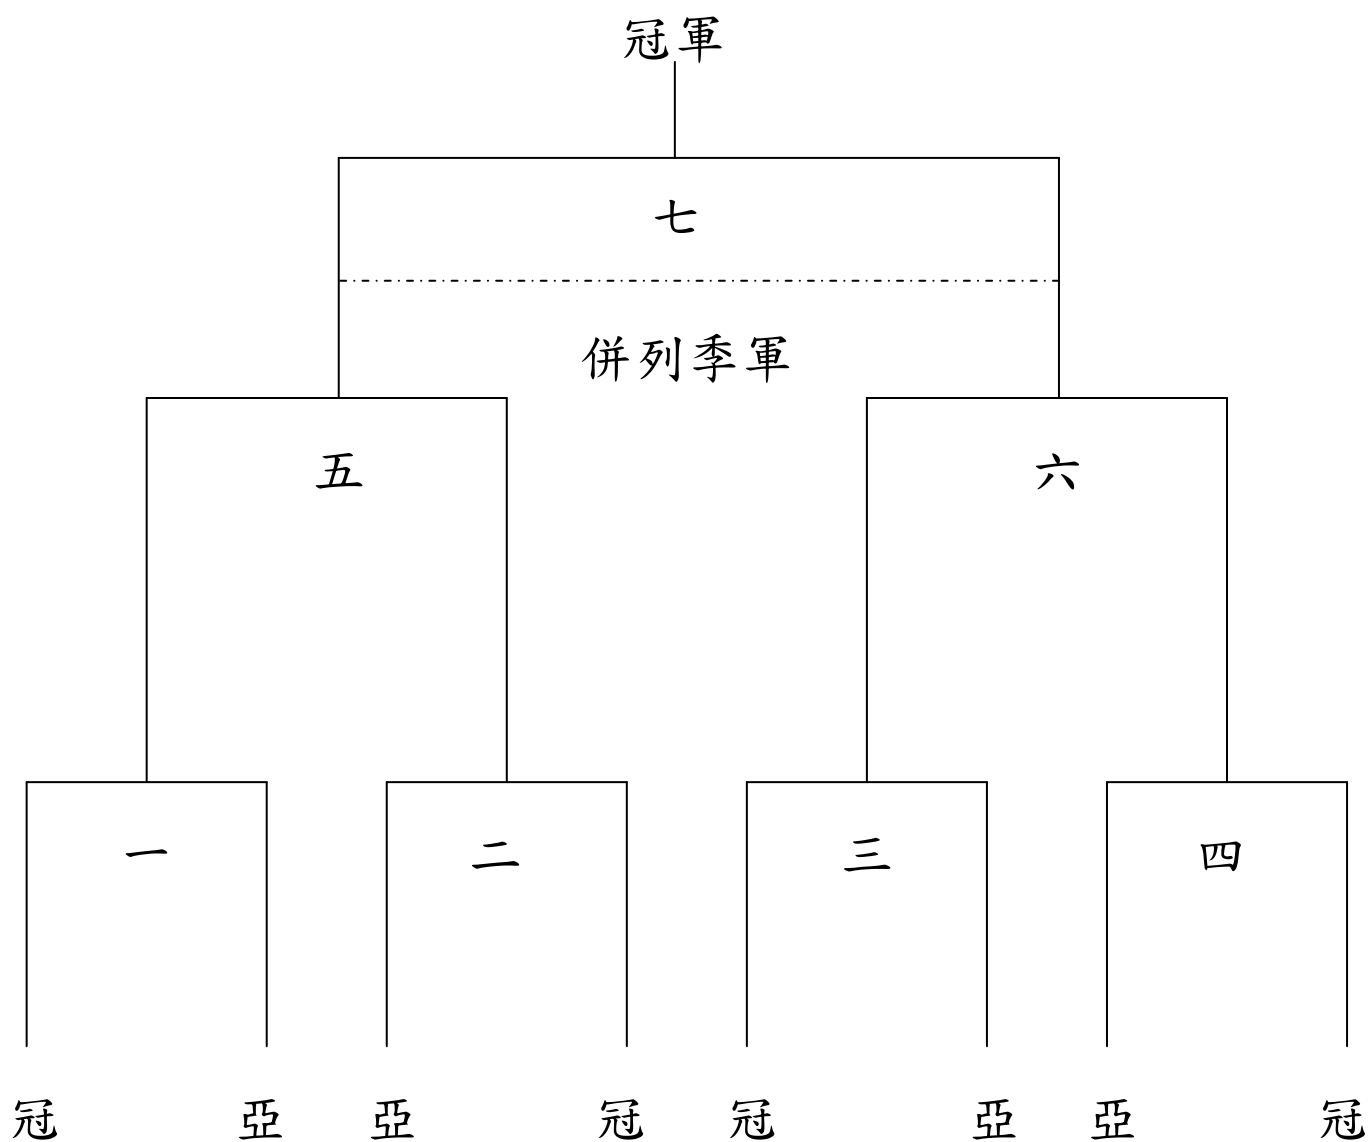 冠軍
七
併列季軍
五 六
一 二 三 四
冠 亞 亞 冠 冠 亞 亞 冠